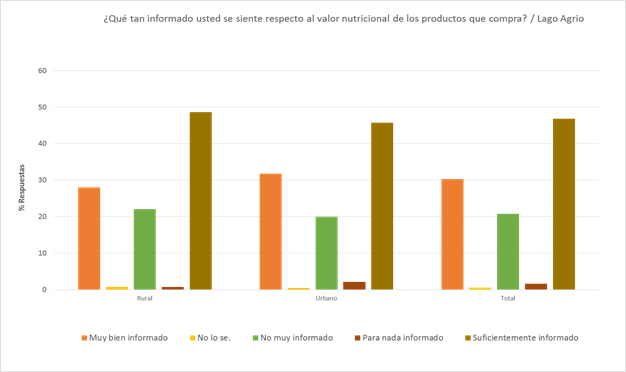 ¿Qué tan informado usted se siente respecto al valor nutricional de los productos que compra? / Lago Agrio
60
50
40
30
20
10
0
% Respuestas
Rural Urbano Total
Muy bien informado No lo se. No muy informado Para nada informado Suficientemente informado